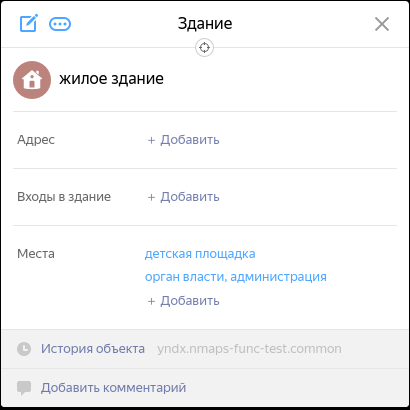 Здание
жилое здание
Адрес + Добавить
Входы в здание + Добавить
Места детская площадка
орган власти, администрация
+ Добавить
История объекта yndx.nmaps-func-test.common
Добавить комментарий